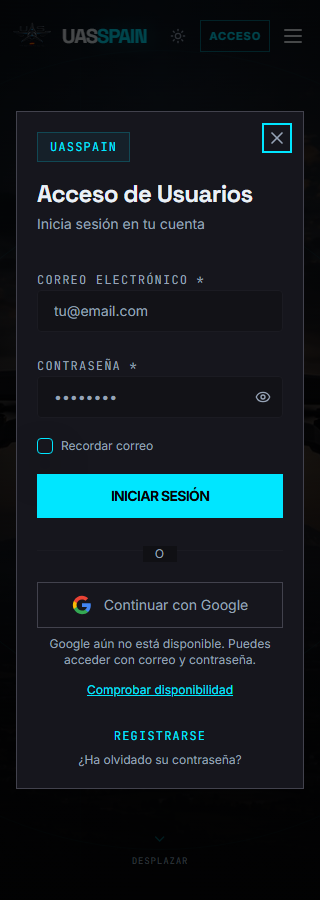 UASSPAIN
ACCESO
UASSPAIN
Acceso de Usuarios
Inicia sesión en tu cuenta
CORREO ELECTRÓNICO *
tu@email.com
CONTRASEÑA *
••••••••
Recordar correo
INICIAR SESIÓN
O
Continuar con Google
Google aún no está disponible. Puedes
acceder con correo y contraseña.
Comprobar disponibilidad
REGISTRARSE
¿Ha olvidado su contraseña?
DESPLAZAR